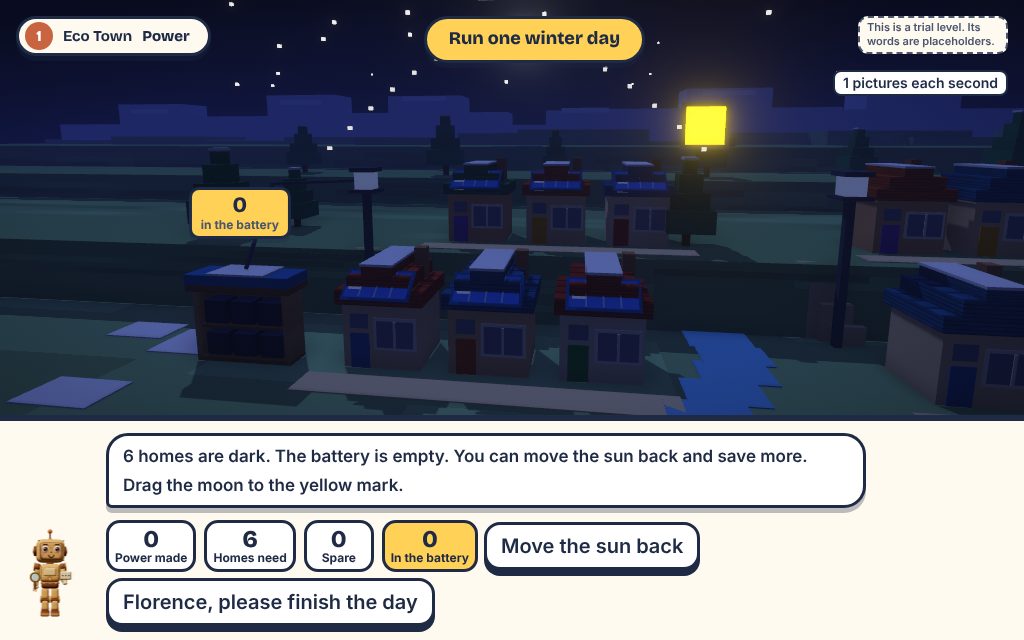 1 Eco Town Power
Run one winter day
This is a trial level. Its
words are placeholders.
1 pictures each second
0
in the battery
6 homes are dark. The battery is empty. You can move the sun back and save more.
Drag the moon to the yellow mark.
0
Power made
6
Homes need
0
Spare
0
In the battery
Move the sun back
Florence, please finish the day